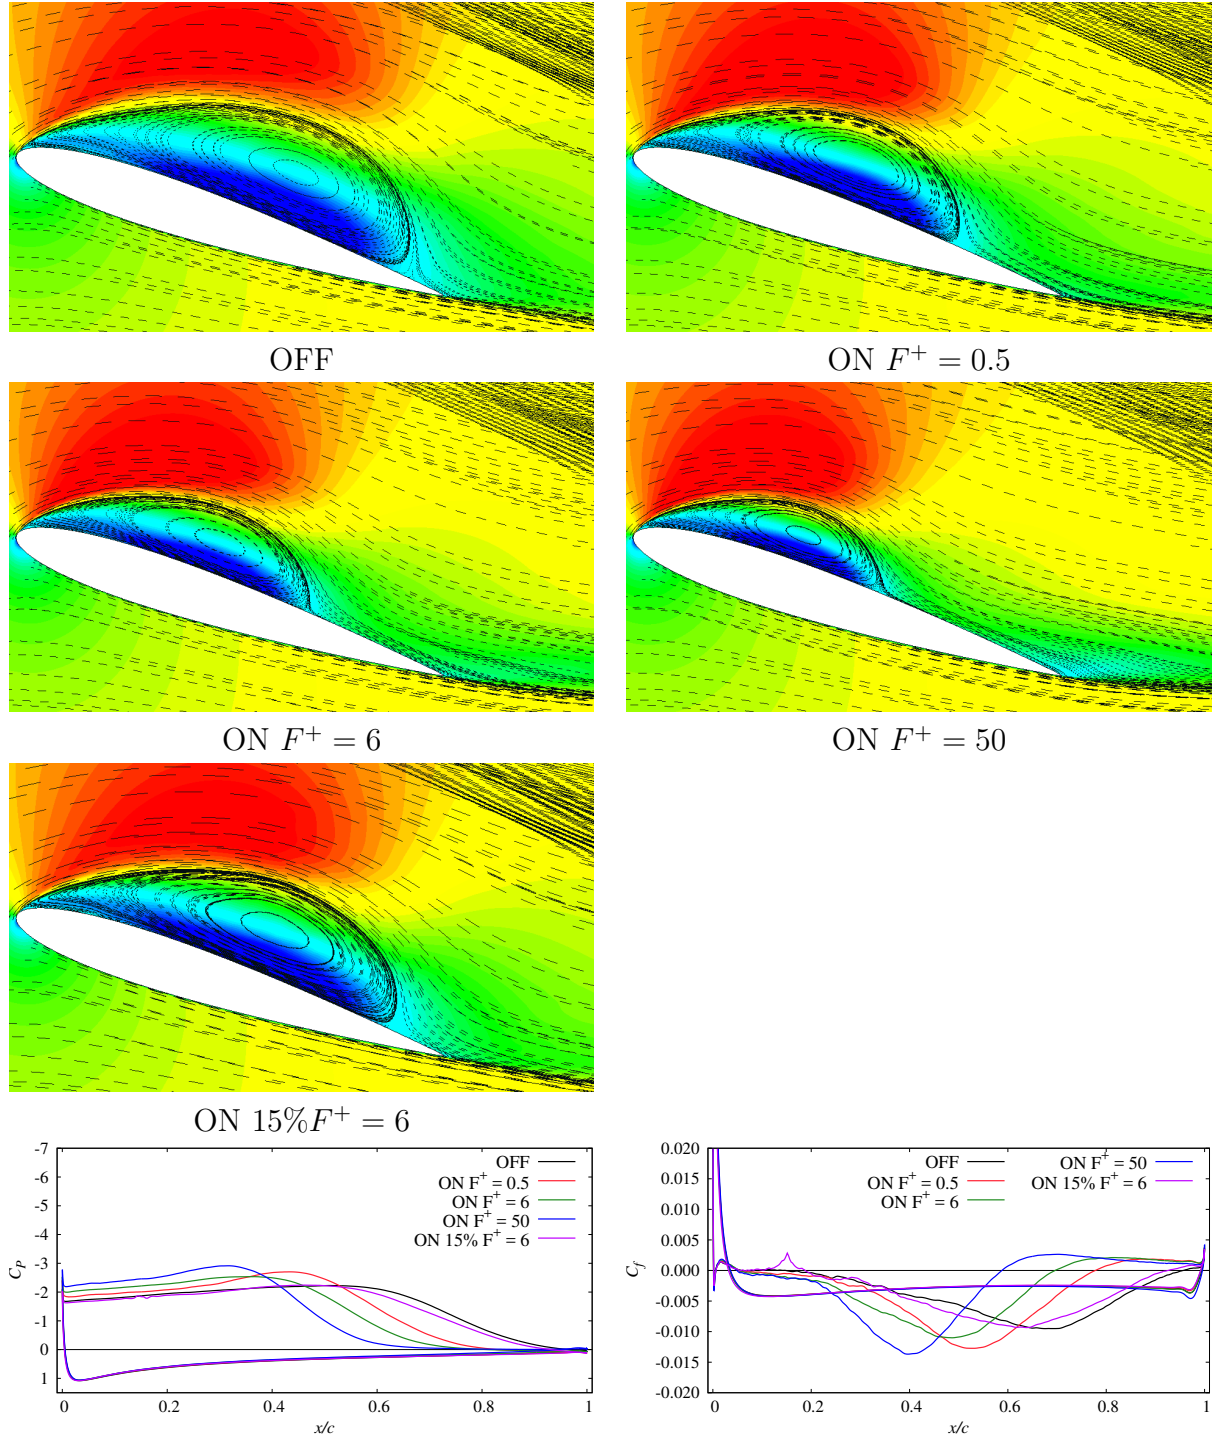 OFF
ON F+ = 0.5
ON F+ = 6
ON F+ = 50
ON 15%F+ = 6
-7
-6
-5
-4
-3
-2
-1
0
1
CP
0
0.2
0.4
0.6
0.8
1
x/c
OFF
ON F+ = 0.5
ON F+ = 6
ON F+ = 50
ON 15% F+ = 6
0.020
0.015
0.010
0.005
0.000
-0.005
-0.010
-0.015
-0.020
Cf
0
0.2
0.4
0.6
0.8
1
x/c
OFF
ON F+ = 0.5
ON F+ = 6
ON F+ = 50
ON 15% F+ = 6